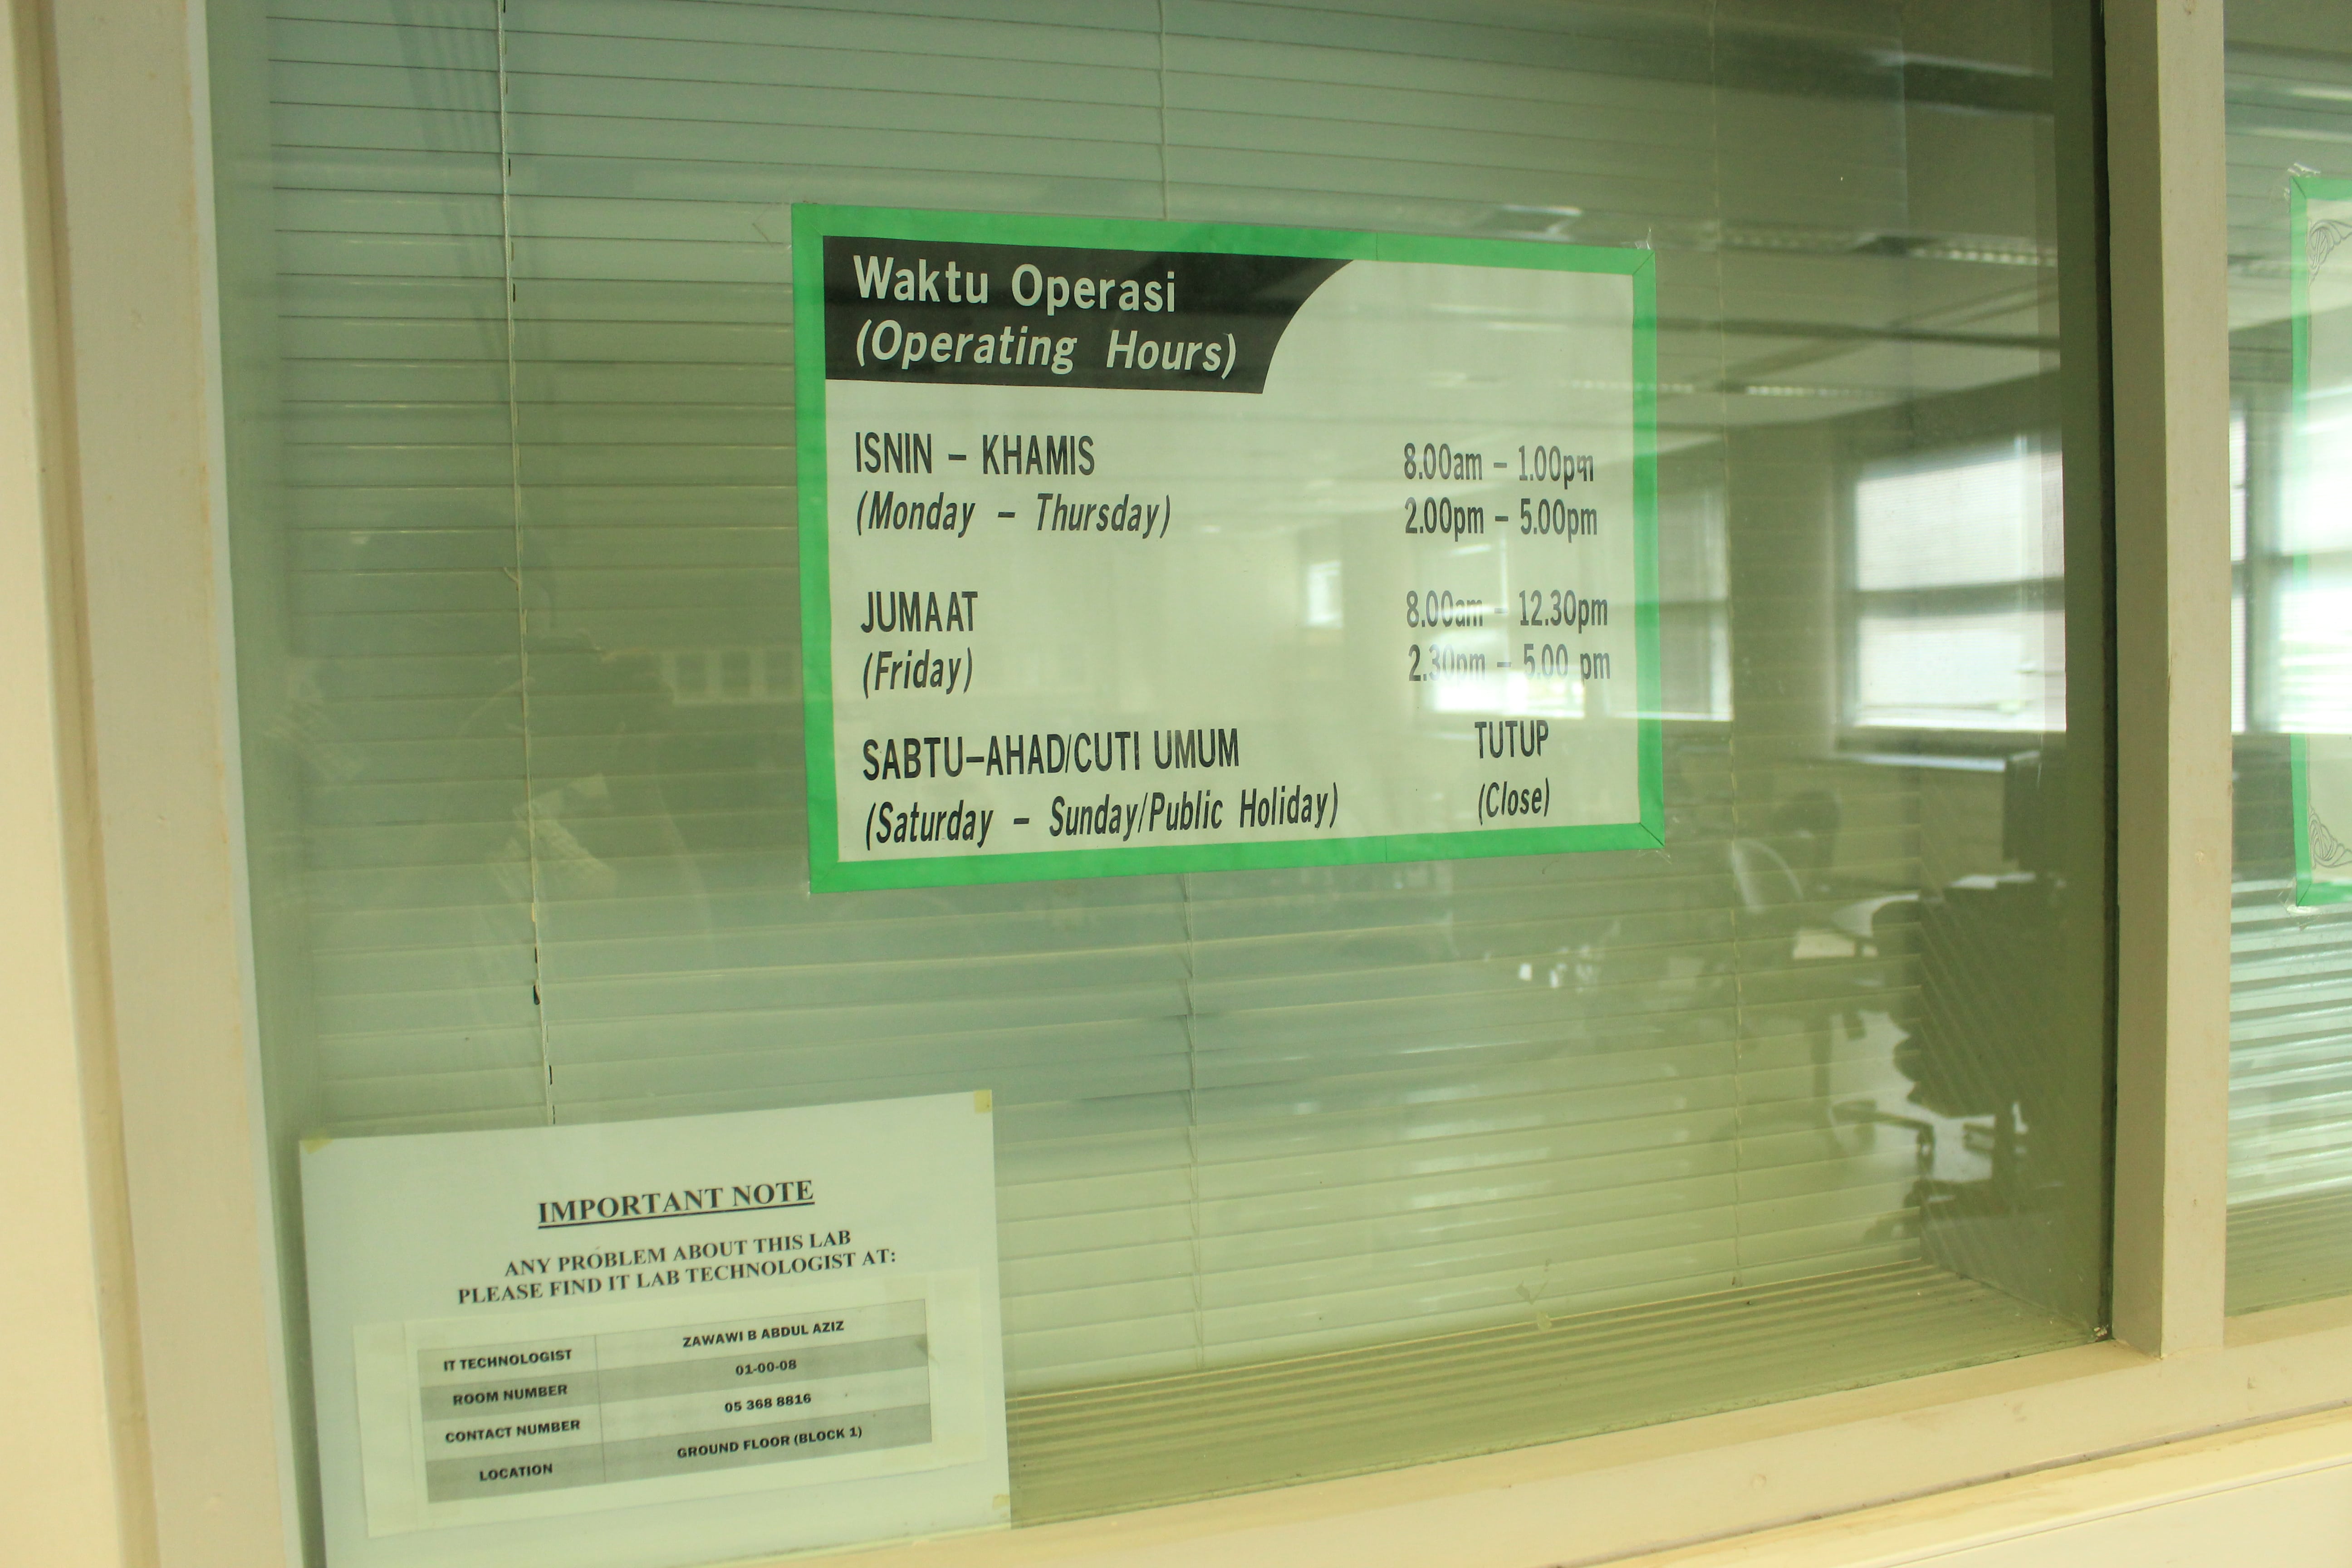 Waktu Operasi
(Operating Hours)
ISNIN – KHAMIS 8.00am – 1.00pm
(Monday – Thursday) 2.00pm – 5.00pm
JUMAAT 8.00am – 12.30pm
(Friday) 2.30pm – 5.00 pm
SABTU–AHAD/CUTI UMUM TUTUP
(Saturday – Sunday/Public Holiday) (Close)
IMPORTANT NOTE
ANY PROBLEM ABOUT THIS LAB
PLEASE FIND IT LAB TECHNOLOGIST AT:
IT TECHNOLOGIST ZAWAWI B ABDUL AZIZ
ROOM NUMBER 01-00-08
CONTACT NUMBER 05 368 8816
LOCATION GROUND FLOOR (BLOCK 1)